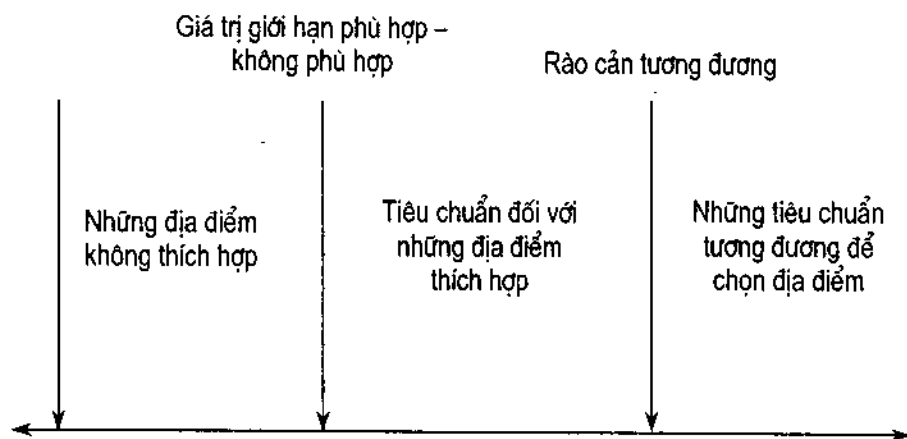 Giá trị giới hạn phù hợp –
không phù hợp
Rào cản tương đương
Những địa điểm
không thích hợp
Tiêu chuẩn đối với
những địa điểm
thích hợp
Những tiêu chuẩn
tương đương để
chọn địa điểm